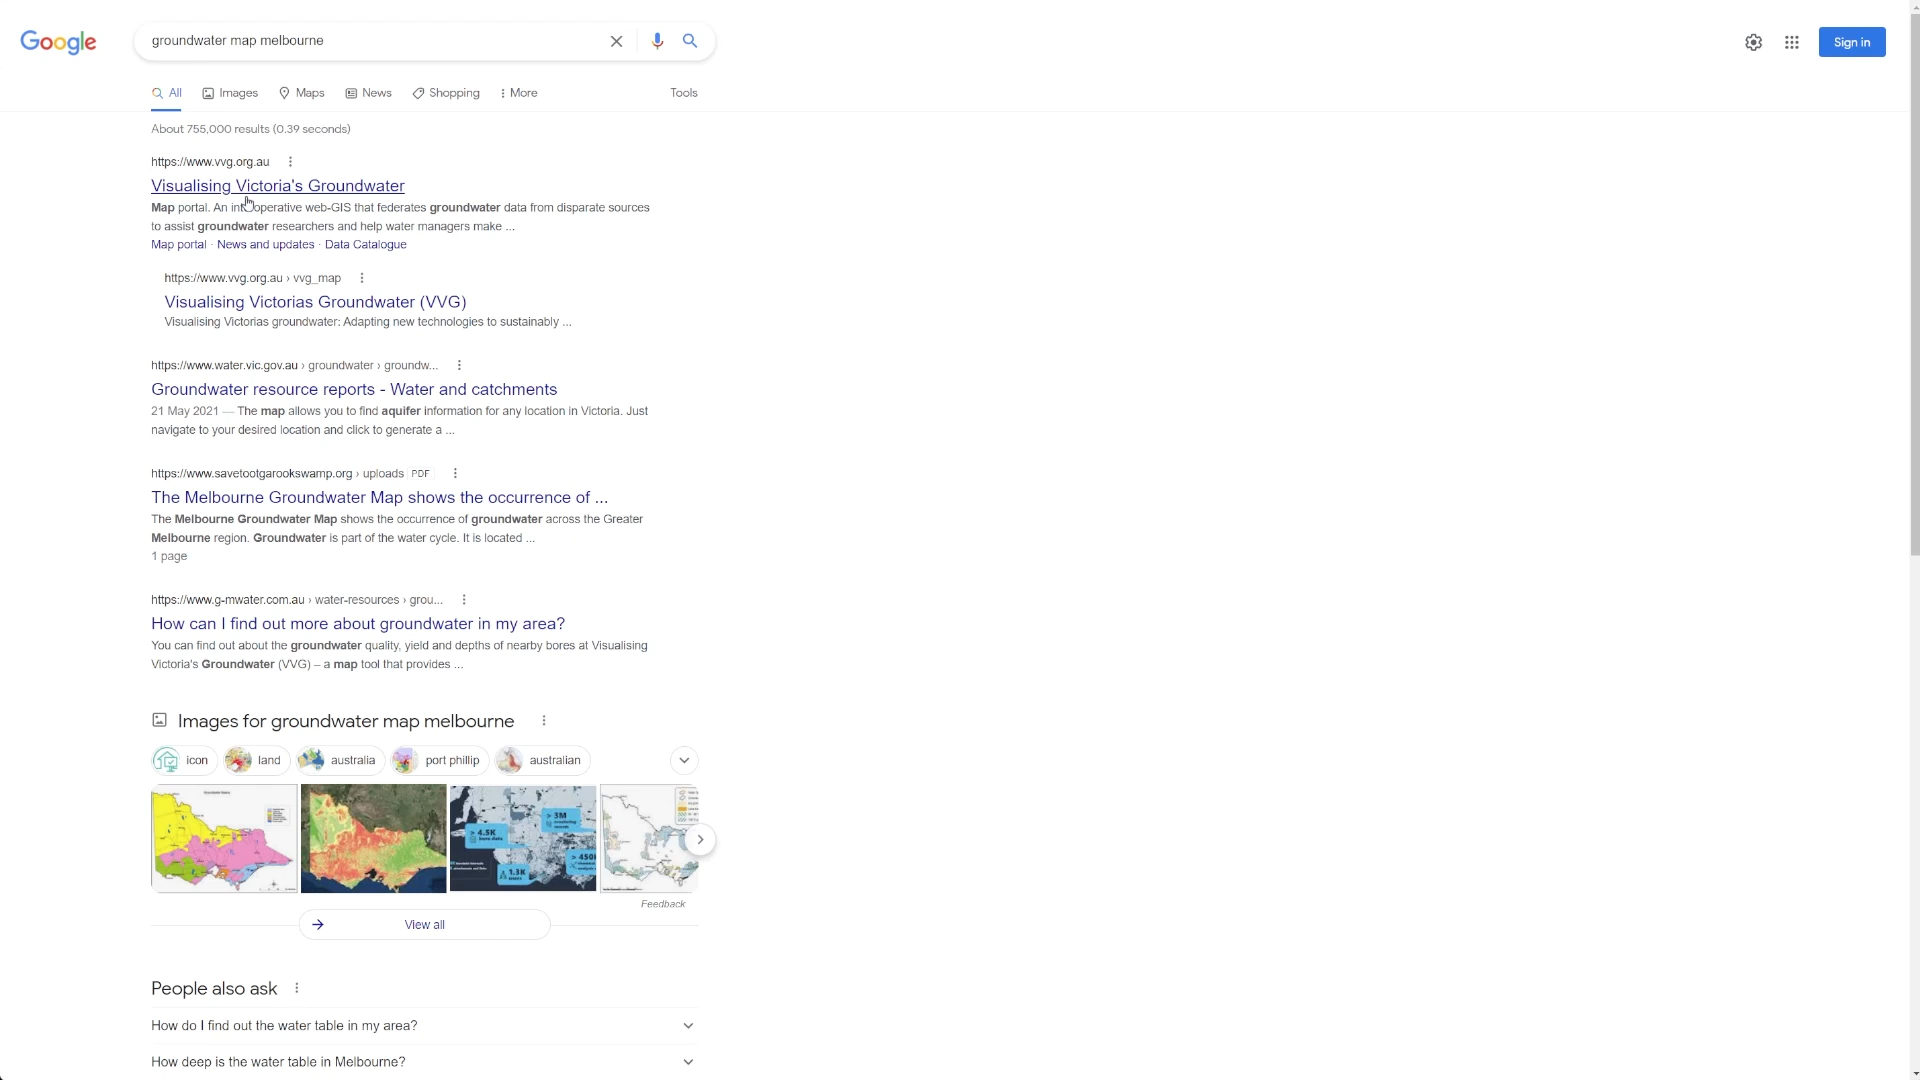 Google
groundwater map melbourne
Sign in
All
Images
Maps
News
Shopping
More
Tools
About 755,000 results (0.39 seconds)
https://www.vvg.org.au
Visualising Victoria's Groundwater
Map portal. An int operative web-GIS that federates groundwater data from disparate sources
to assist groundwater researchers and help water managers make ...
Map portal · News and updates · Data Catalogue
https://www.vvg.org.au › vvg_map
Visualising Victorias Groundwater (VVG)
Visualising Victorias groundwater: Adapting new technologies to sustainably ...
https://www.water.vic.gov.au › groundwater › groundw...
Groundwater resource reports - Water and catchments
21 May 2021 — The map allows you to find aquifer information for any location in Victoria. Just
navigate to your desired location and click to generate a ...
https://www.savetootgarookswamp.org › uploads PDF
The Melbourne Groundwater Map shows the occurrence of ...
The Melbourne Groundwater Map shows the occurrence of groundwater across the Greater
Melbourne region. Groundwater is part of the water cycle. It is located ...
1 page
https://www.g-mwater.com.au › water-resources › grou...
How can I find out more about groundwater in my area?
You can find out about the groundwater quality, yield and depths of nearby bores at Visualising
Victoria's Groundwater (VVG) – a map tool that provides ...
Images for groundwater map melbourne
icon
land
australia
port phillip
australian
> 4.5K
> 3M
> 450
1.3K
Feedback
View all
People also ask
How do I find out the water table in my area?
How deep is the water table in Melbourne?